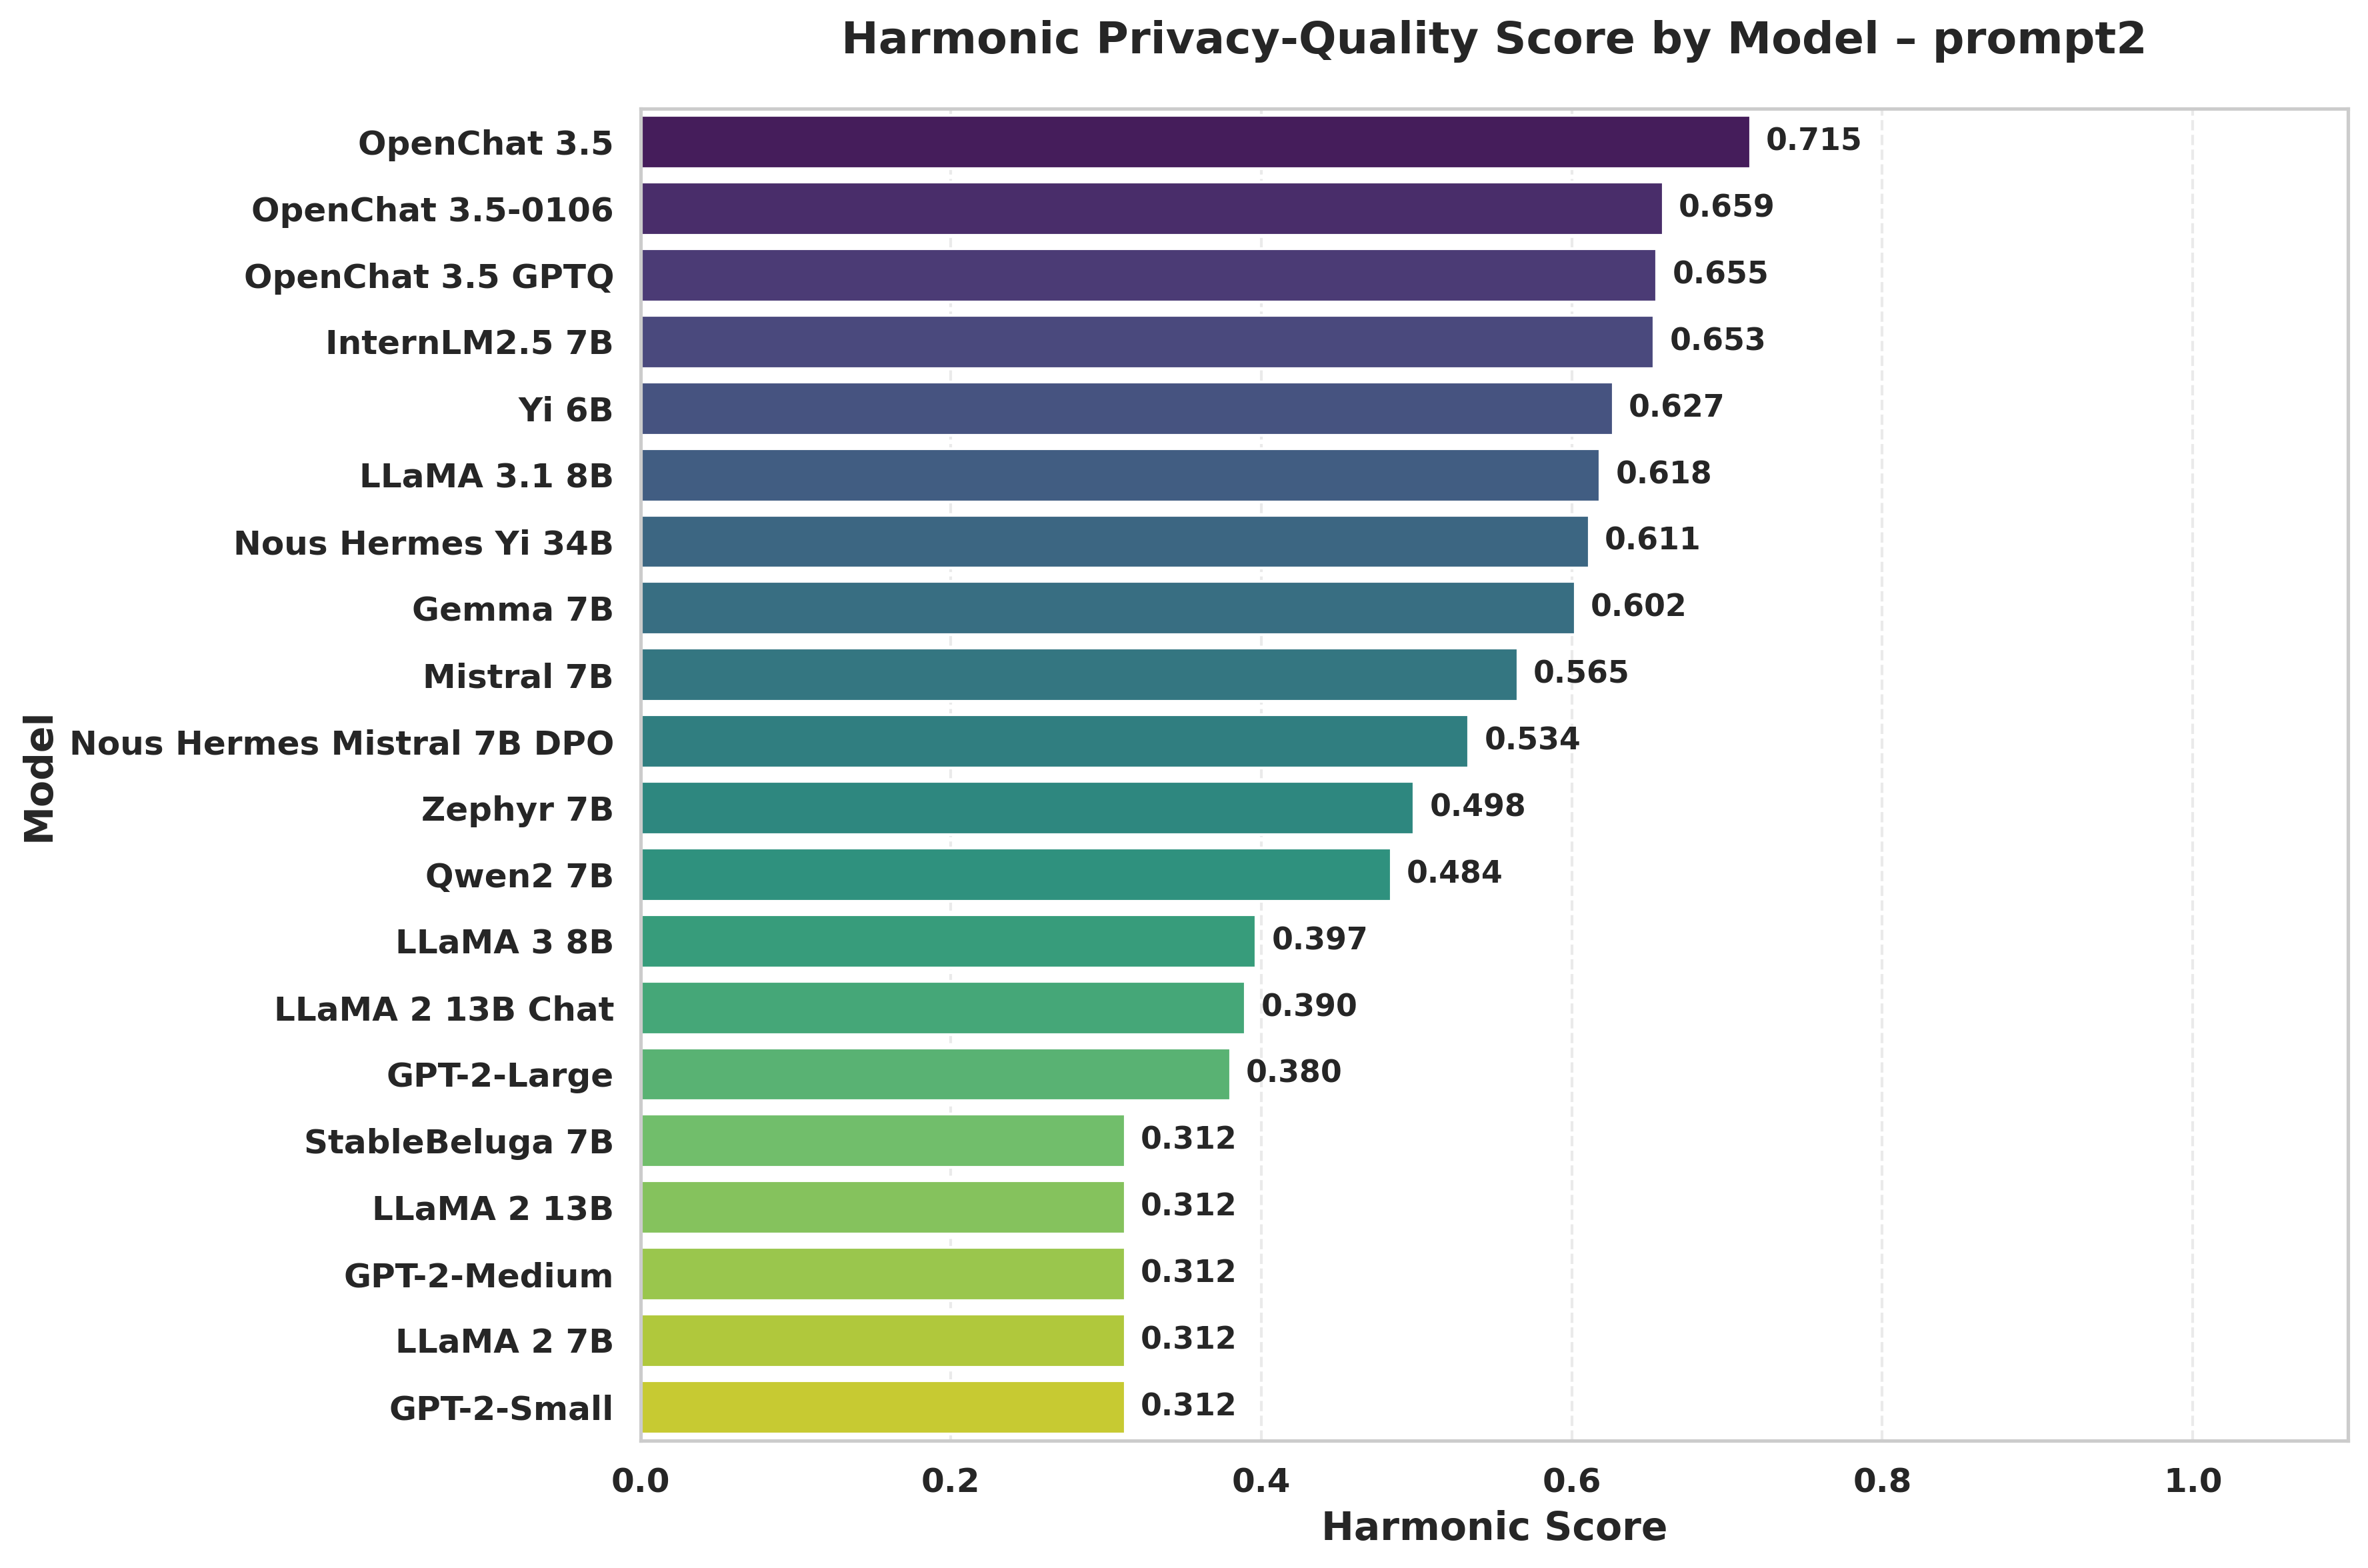 Harmonic Privacy-Quality Score by Model – prompt2
OpenChat 3.5 0.715
OpenChat 3.5-0106 0.659
OpenChat 3.5 GPTQ 0.655
InternLM2.5 7B 0.653
Yi 6B 0.627
LLaMA 3.1 8B 0.618
Nous Hermes Yi 34B 0.611
Gemma 7B 0.602
Mistral 7B 0.565
Nous Hermes Mistral 7B DPO 0.534
Zephyr 7B 0.498
Qwen2 7B 0.484
LLaMA 3 8B 0.397
LLaMA 2 13B Chat 0.390
GPT-2-Large 0.380
StableBeluga 7B 0.312
LLaMA 2 13B 0.312
GPT-2-Medium 0.312
LLaMA 2 7B 0.312
GPT-2-Small 0.312
Model
0.0 0.2 0.4 0.6 0.8 1.0
Harmonic Score